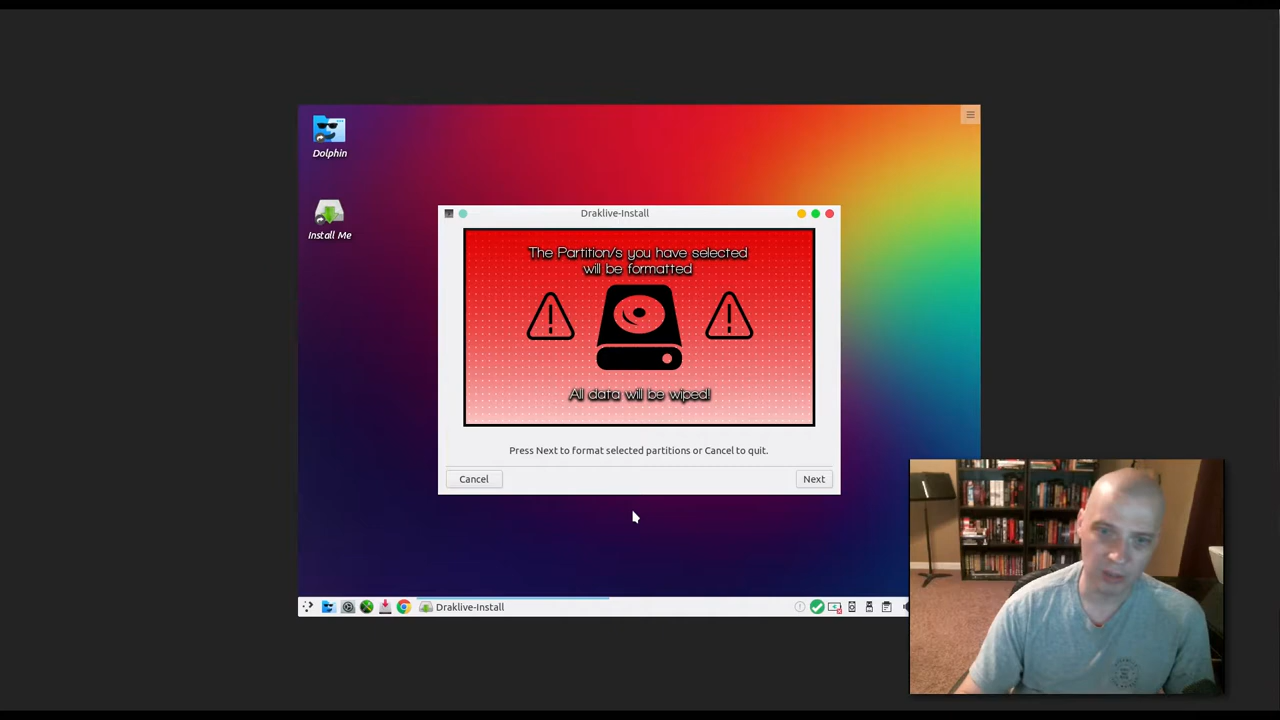 Dolphin
Install Me
Draklive-Install
The Partition/s you have selected
will be formatted
All data will be wiped!
Press Next to format selected partitions or Cancel to quit.
Cancel
Next
Draklive-Install